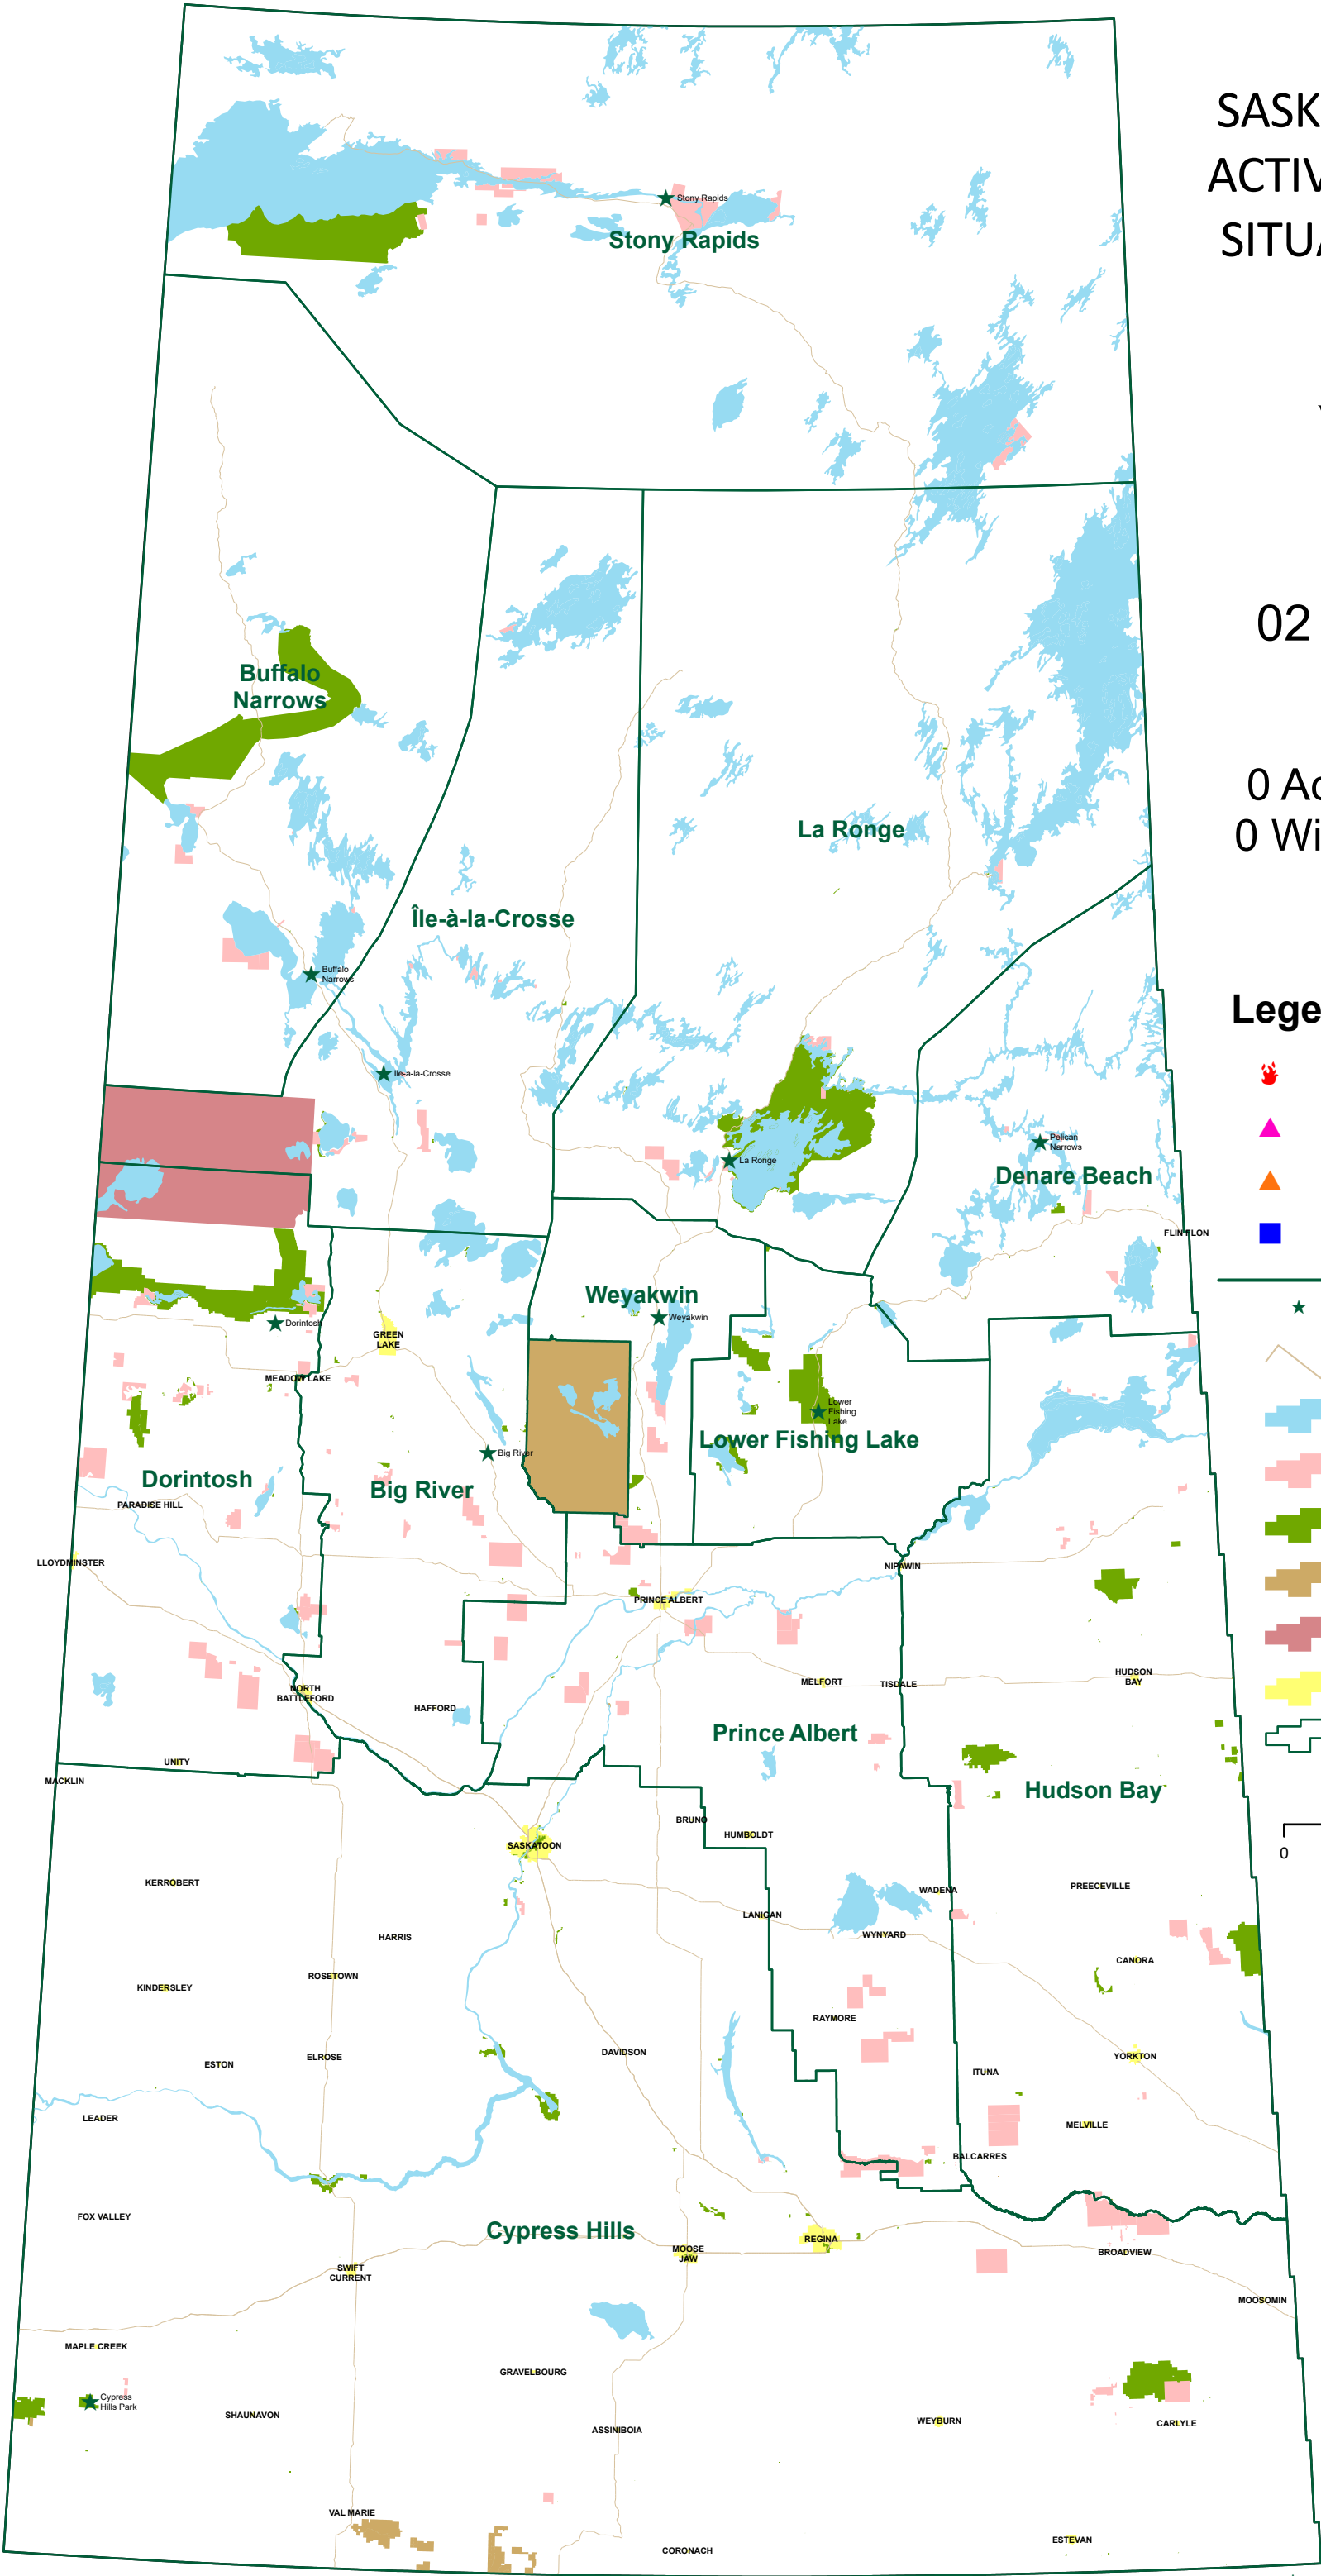 SASK
ACTIV
SITUA
02
0 Ac
0 Wi
Lege
0
Stony Rapids
Stony Rapids
Buffalo
Narrows
La Ronge
Île-à-la-Crosse
Buffalo
Narrows
Ile-a-la-Crosse
Pelican
Narrows
La Ronge
Denare Beach
FLIN FLON
Weyakwin
Weyakwin
Dorintosh
GREEN
LAKE
MEADOW LAKE
Lower
Fishing
Lake
Lower Fishing Lake
Big River
Dorintosh
Big River
PARADISE HILL
LLOYDMINSTER
NIPAWIN
PRINCE ALBERT
HUDSON
BAY
MELFORT
TISDALE
NORTH
BATTLEFORD
HAFFORD
Prince Albert
UNITY
MACKLIN
Hudson Bay
BRUNO
HUMBOLDT
SASKATOON
KERROBERT
WADENA
PREECEVILLE
LANIGAN
WYNYARD
HARRIS
CANORA
ROSETOWN
KINDERSLEY
RAYMORE
DAVIDSON
YORKTON
ELROSE
ESTON
ITUNA
LEADER
MELVILLE
BALCARRES
FOX VALLEY
Cypress Hills
REGINA
MOOSE
JAW
BROADVIEW
SWIFT
CURRENT
MOOSOMIN
MAPLE CREEK
GRAVELBOURG
Cypress
Hills Park
SHAUNAVON
WEYBURN
CARLYLE
ASSINIBOIA
VAL MARIE
ESTEVAN
CORONACH